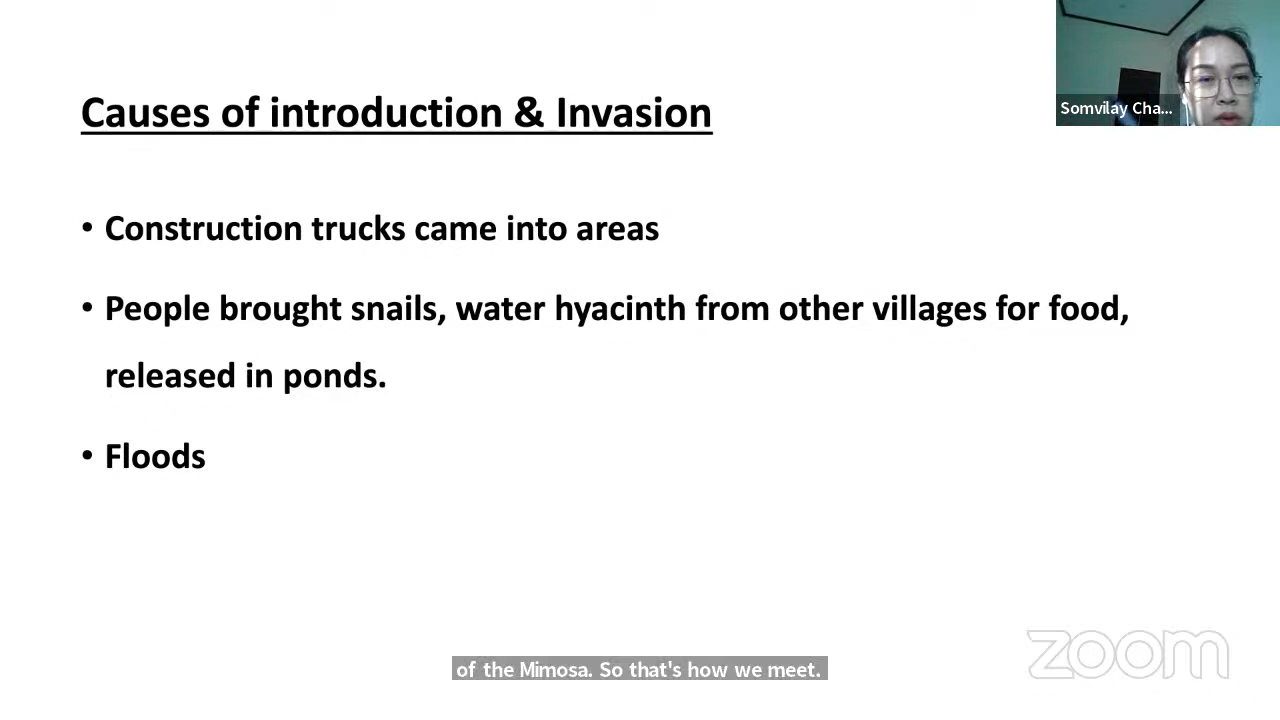 Somvilay Cha...
Causes of introduction & Invasion
• Construction trucks came into areas
• People brought snails, water hyacinth from other villages for food,
released in ponds.
• Floods
of the Mimosa. So that's how we meet.
zoom